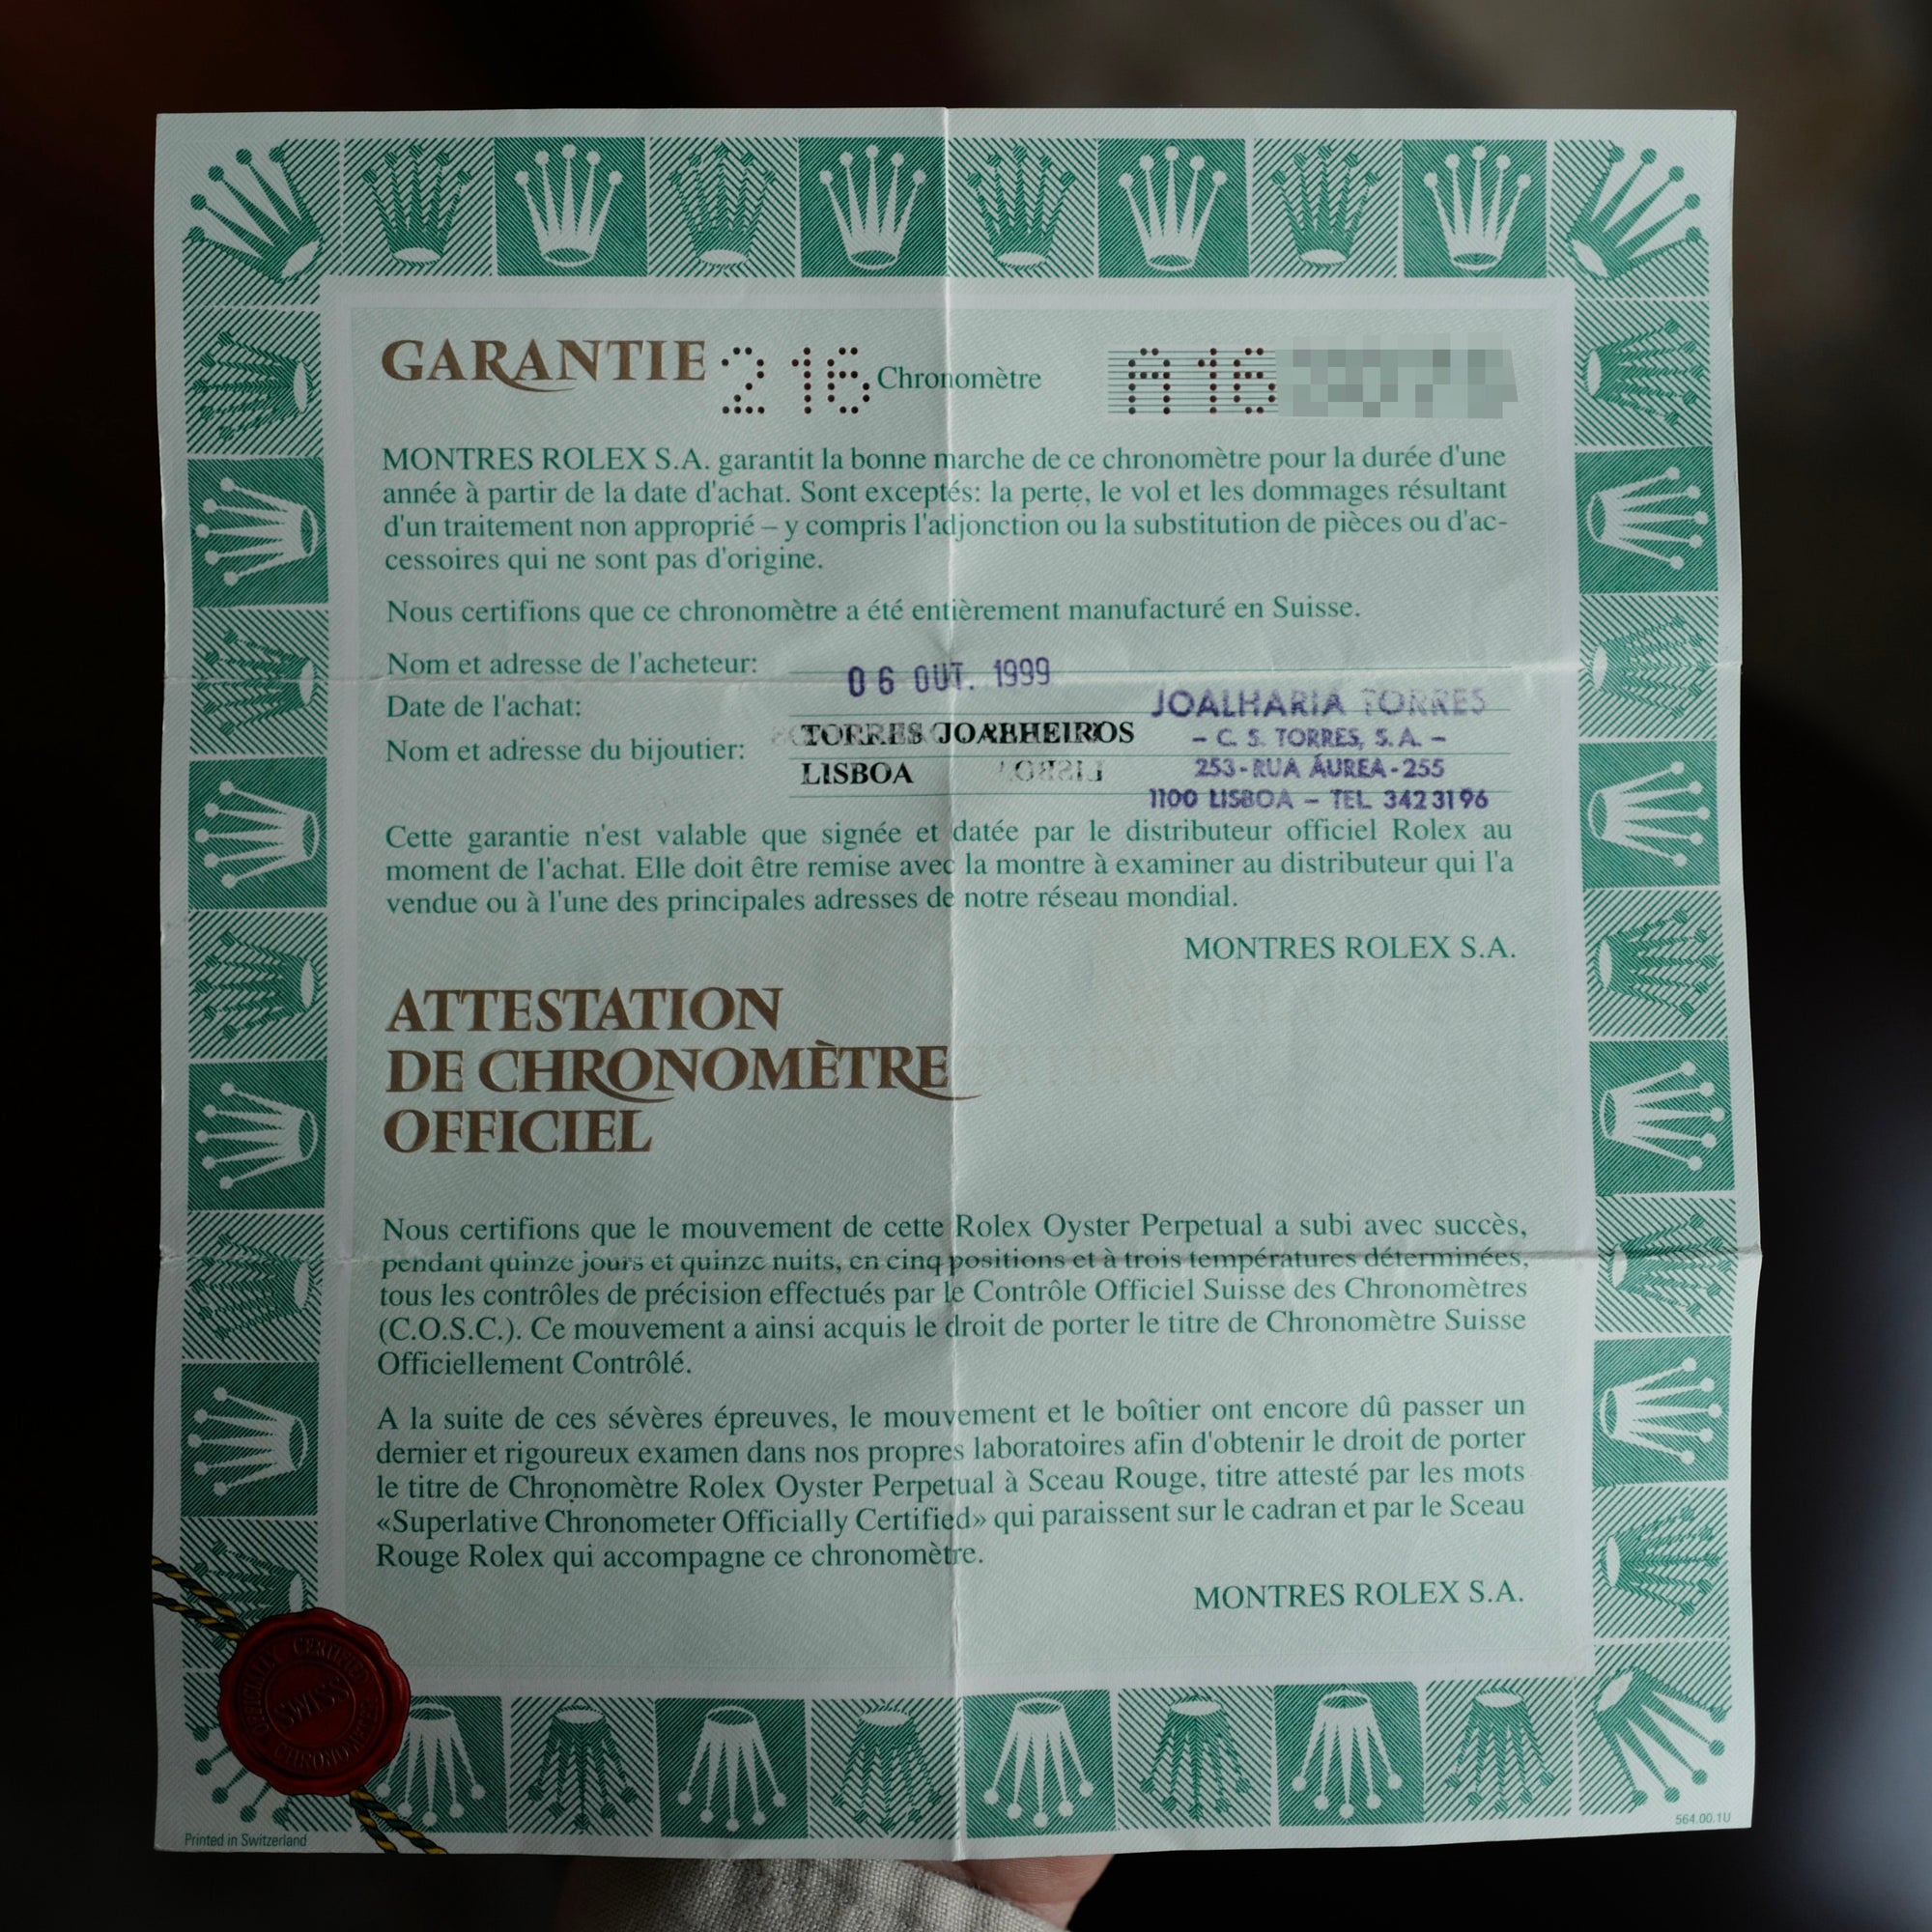 GARANTIE 216 Chronomètre A16
MONTRES ROLEX S.A. garantit la bonne marche de ce chronomètre pour la durée d'une
année à partir de la date d'achat. Sont exceptés: la perte, le vol et les dommages résultant
d'un traitement non approprié – y compris l'adjonction ou la substitution de pièces ou d'ac-
cessoires qui ne sont pas d'origine.
Nous certifions que ce chronomètre a été entièrement manufacturé en Suisse.
Nom et adresse de l'acheteur:
06 OUT. 1999
Date de l'achat:
Nom et adresse du bijoutier:
TORRES JOALHEIROS
LISBOA
JOALHARIA TORRES
– C. S. TORRES, S.A. –
253-RUA ÁUREA-255
1100 LISBOA – TEL. 3423196
Cette garantie n'est valable que signée et datée par le distributeur officiel Rolex au
moment de l'achat. Elle doit être remise avec la montre à examiner au distributeur qui l'a
vendue ou à l'une des principales adresses de notre réseau mondial.
MONTRES ROLEX S.A.
ATTESTATION
DE CHRONOMÈTRE
OFFICIEL
Nous certifions que le mouvement de cette Rolex Oyster Perpetual a subi avec succès,
pendant quinze jours et quinze nuits, en cinq positions et à trois températures déterminées,
tous les contrôles de précision effectués par le Contrôle Officiel Suisse des Chronomètres
(C.O.S.C.). Ce mouvement a ainsi acquis le droit de porter le titre de Chronomètre Suisse
Officiellement Contrôlé.
A la suite de ces sévères épreuves, le mouvement et le boîtier ont encore dû passer un
dernier et rigoureux examen dans nos propres laboratoires afin d'obtenir le droit de porter
le titre de Chronomètre Rolex Oyster Perpetual à Sceau Rouge, titre attesté par les mots
«Superlative Chronometer Officially Certified» qui paraissent sur le cadran et par le Sceau
Rouge Rolex qui accompagne ce chronomètre.
MONTRES ROLEX S.A.
OFFICIALLY CERTIFIED
SWISS
CHRONOMETER
Printed in Switzerland
564.00.1U